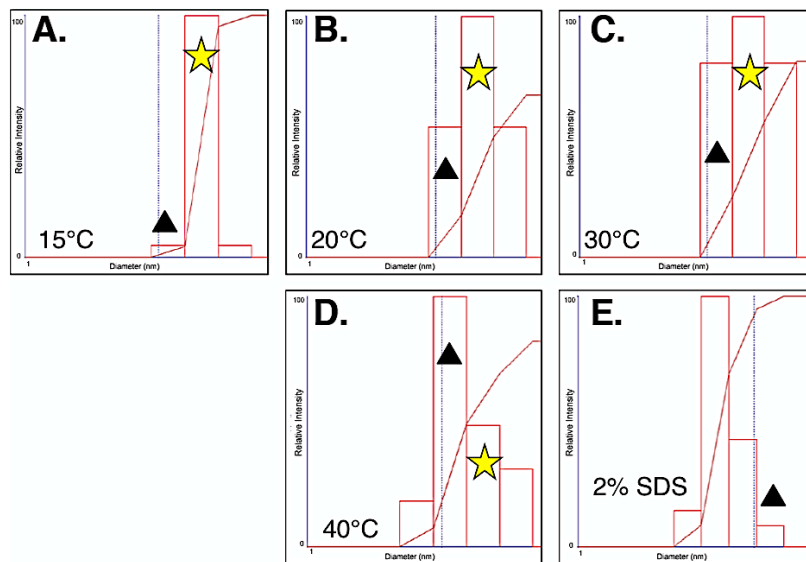 A.
100
Relative Intensity
15°C
0
1
Diameter (nm)
B.
100
Relative Intensity
20°C
0
1
Diameter (nm)
C.
100
Relative Intensity
30°C
0
1
Diameter (nm)
D.
100
Relative Intensity
40°C
0
1
Diameter (nm)
E.
100
Relative Intensity
2% SDS
0
1
Diameter (nm)